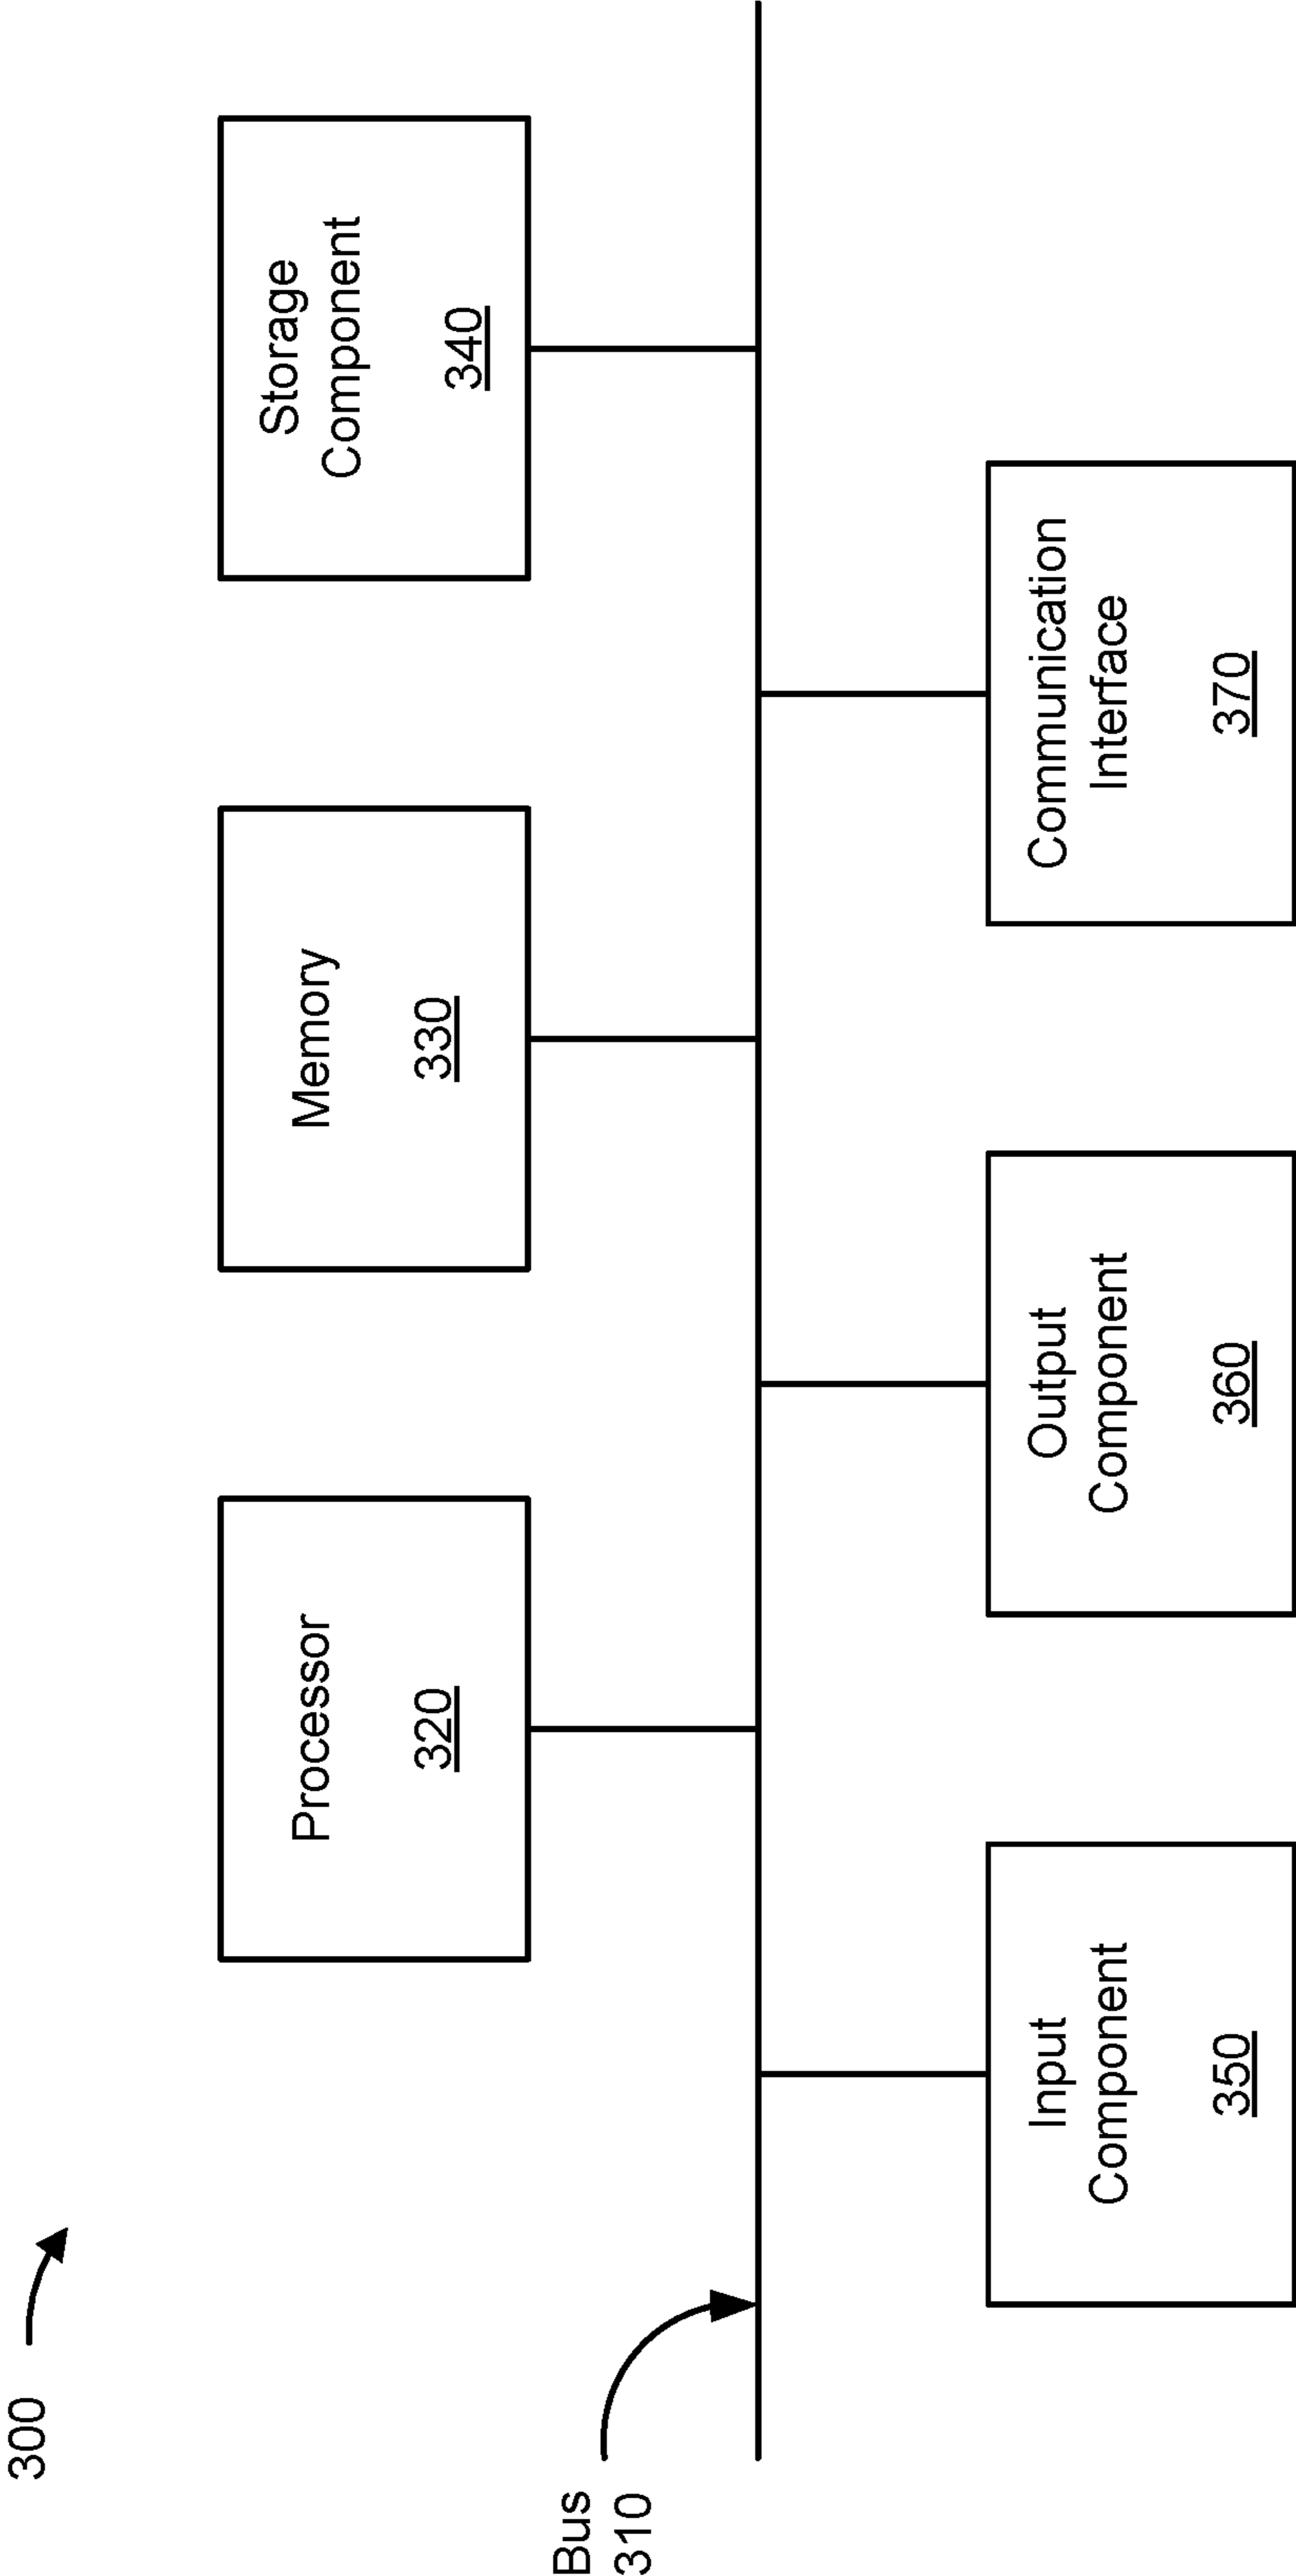 300
Processor
320
Memory
330
Storage
Component
340
Bus
310
Input
Component
350
Output
Component
360
Communication
Interface
370